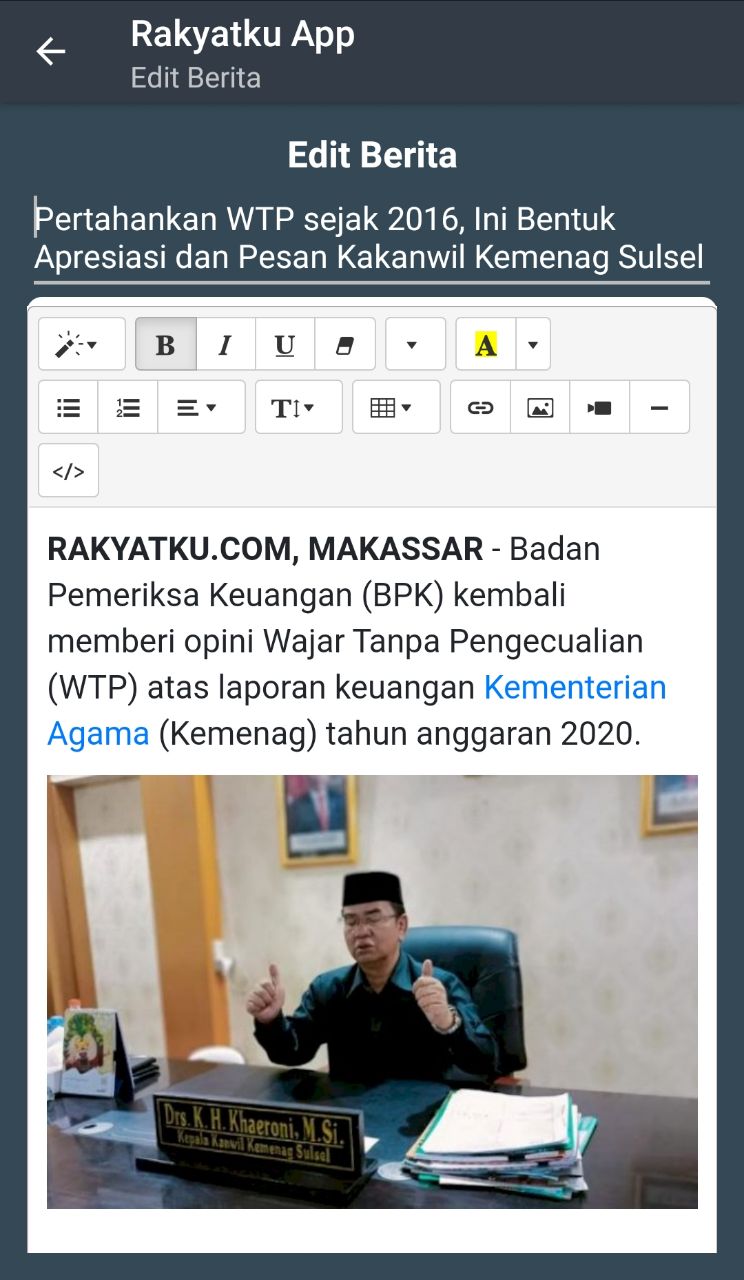 Rakyatku App
Edit Berita
Edit Berita
Pertahankan WTP sejak 2016, Ini Bentuk
Apresiasi dan Pesan Kakanwil Kemenag Sulsel
B I U A
T
</>
RAKYATKU.COM, MAKASSAR - Badan
Pemeriksa Keuangan (BPK) kembali
memberi opini Wajar Tanpa Pengecualian
(WTP) atas laporan keuangan Kementerian
Agama (Kemenag) tahun anggaran 2020.
Drs. K. H. Khaeroni, M.Si.
Kepala Kanwil Kemenag Sulsel